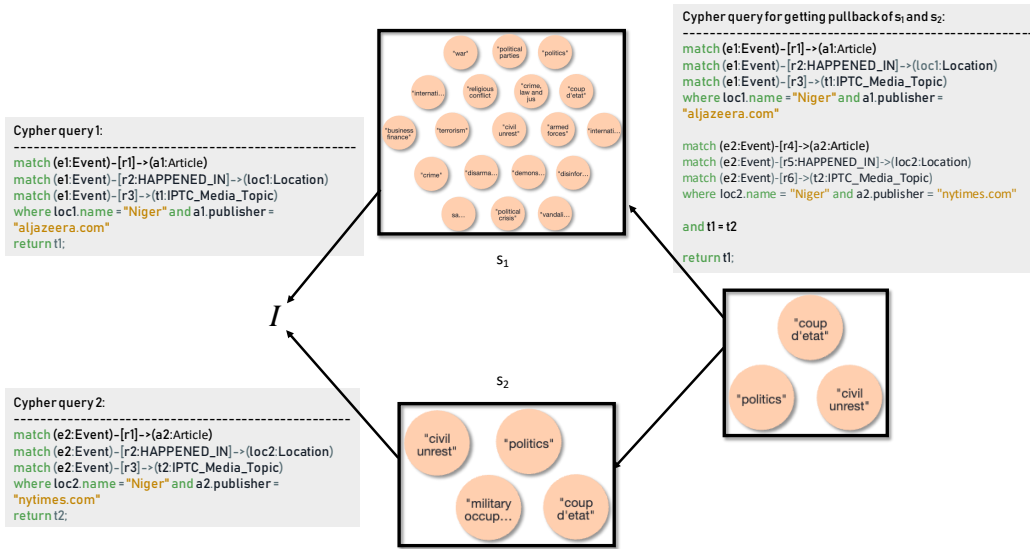 Cypher query 1:
------------------------------------------------------------
match (e1:Event)-[r1]->(a1:Article)
match (e1:Event)-[r2:HAPPENED_IN]->(loc1:Location)
match (e1:Event)-[r3]->(t1:IPTC_Media_Topic)
where loc1.name = "Niger" and a1.publisher =
"aljazeera.com"
return t1;
"war"
"political
parties
"politics"
"internati...
"religious
conflict"
"crime,
law and
jus
"coup
d'etat"
"business
finance"
"terrorism"
"civil
unrest"
"armed
forces"
"internati...
"crime"
"disarma...
"demons...
"disinfor...
sa...
"political
crisis"
"vandali...
s1
Cypher query for getting pullback of s1 and s2:
------------------------------------------------------------
match (e1:Event)-[r1]->(a1:Article)
match (e1:Event)-[r2:HAPPENED_IN]->(loc1:Location)
match (e1:Event)-[r3]->(t1:IPTC_Media_Topic)
where loc1.name = "Niger" and a1.publisher =
"aljazeera.com"
match (e2:Event)-[r4]->(a2:Article)
match (e2:Event)-[r5:HAPPENED_IN]->(loc2:Location)
match (e2:Event)-[r6]->(t2:IPTC_Media_Topic)
where loc2.name = "Niger" and a2.publisher = "nytimes.com"
and t1 = t2
return t1;
I
"coup
d'etat"
"politics"
"civil
unrest"
s2
Cypher query 2:
------------------------------------------------------------
match (e2:Event)-[r1]->(a2:Article)
match (e2:Event)-[r2:HAPPENED_IN]->(loc2:Location)
match (e2:Event)-[r3]->(t2:IPTC_Media_Topic)
where loc2.name = "Niger" and a2.publisher =
"nytimes.com"
return t2;
"civil
unrest"
"politics"
"military
occup...
"coup
d'etat"